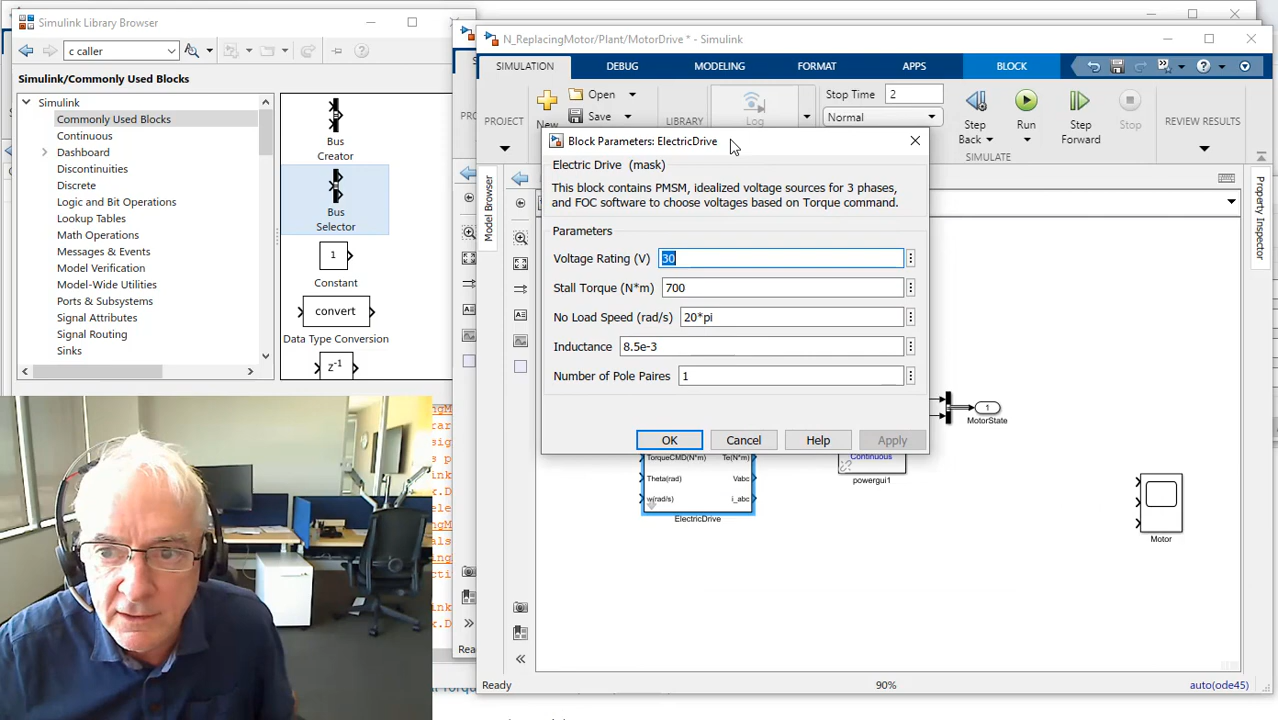 Simulink Library Browser
c caller
Simulink/Commonly Used Blocks
Simulink
Commonly Used Blocks
Continuous
Dashboard
Discontinuities
Discrete
Logic and Bit Operations
Lookup Tables
Math Operations
Messages & Events
Model Verification
Model-Wide Utilities
Ports & Subsystems
Signal Attributes
Signal Routing
Sinks
Bus
Creator
Bus
Selector
1
Constant
convert
Data Type Conversion
z-1
N_ReplacingMotor/Plant/MotorDrive * - Simulink
SIMULATION
DEBUG
MODELING
FORMAT
APPS
BLOCK
New
Open
Save
PROJECT
LIBRARY
Log
Stop Time
2
Normal
Step
Back
Run
Step
Forward
Stop
SIMULATE
REVIEW RESULTS
Model Browser
Property Inspector
Block Parameters: ElectricDrive
Electric Drive (mask)
This block contains PMSM, idealized voltage sources for 3 phases,
and FOC software to choose voltages based on Torque command.
Parameters
Voltage Rating (V) 30
Stall Torque (N*m) 700
No Load Speed (rad/s) 20*pi
Inductance 8.5e-3
Number of Pole Paires 1
OK
Cancel
Help
Apply
TorqueCMD(N*m)
Te(N*m)
Theta(rad)
Vabc
w(rad/s)
i_abc
ElectricDrive
Continuous
powergui1
1
MotorState
Motor
Ready
90%
auto(ode45)